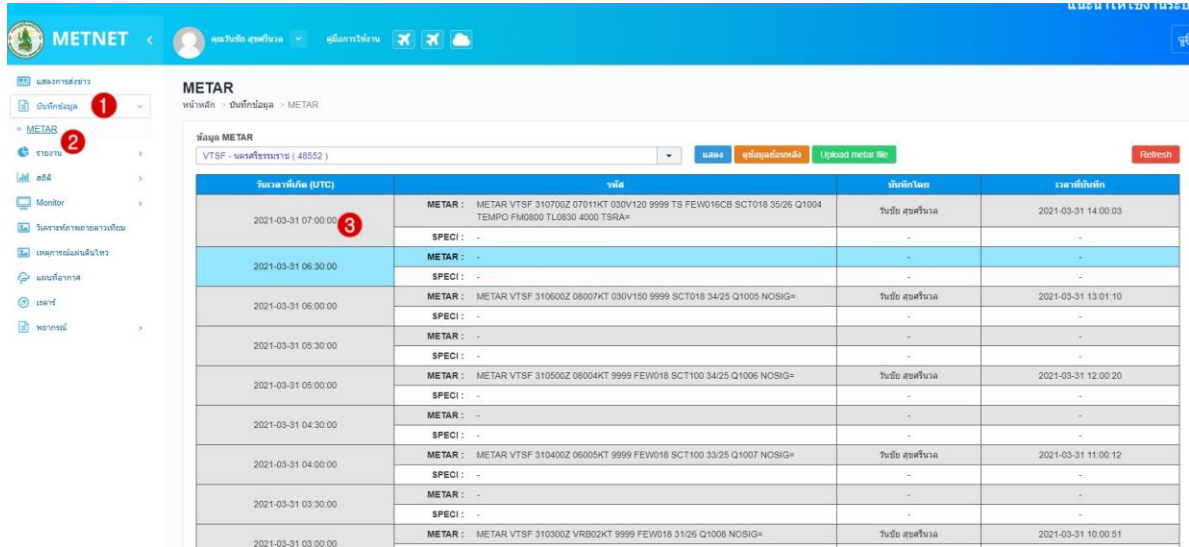 แนะนำให้ใช้งานระบ
METNET <
คุณวันชัย สุขศรีนวล
คู่มือการใช้งาน
แสดงการส่งข่าว
บันทึกข้อมูล 1
METAR
2
รายงาน
สถิติ
Monitor
วิเคราะห์ภาพถ่ายดาวเทียม
เหตุการณ์แผ่นดินไหว
แผนที่อากาศ
เรดาร์
พยากรณ์
METAR
หน้าหลัก > บันทึกข้อมูล > METAR
ข้อมูล METAR
VTSF - นครศรีธรรมราช ( 48552 ) แสดง ดูข้อมูลย้อนหลัง Upload metar file Refresh
วันเวลาที่เกิด (UTC) รหัส บันทึกโดย เวลาที่บันทึก
2021-03-31 07:00:00 3
METAR : METAR VTSF 310700Z 07011KT 030V120 9999 TS FEW016CB SCT018 35/26 Q1004
TEMPO FM0800 TL0830 4000 TSRA=
วันชัย สุขศรีนวล 2021-03-31 14:00:03
SPECI : - - -
2021-03-31 06:30:00
METAR : - - -
SPECI : - - -
2021-03-31 06:00:00
METAR : METAR VTSF 310600Z 08007KT 030V150 9999 SCT018 34/25 Q1005 NOSIG= วันชัย สุขศรีนวล 2021-03-31 13:01:10
SPECI : - - -
2021-03-31 05:30:00
METAR : - - -
SPECI : - - -
2021-03-31 05:00:00
METAR : METAR VTSF 310500Z 08004KT 9999 FEW018 SCT100 34/25 Q1006 NOSIG= วันชัย สุขศรีนวล 2021-03-31 12:00:20
SPECI : - - -
2021-03-31 04:30:00
METAR : - - -
SPECI : - - -
2021-03-31 04:00:00
METAR : METAR VTSF 310400Z 06005KT 9999 FEW018 SCT100 33/25 Q1007 NOSIG= วันชัย สุขศรีนวล 2021-03-31 11:00:12
SPECI : - - -
2021-03-31 03:30:00
METAR : - - -
SPECI : - - -
2021-03-31 03:00:00
METAR : METAR VTSF 310300Z VRB02KT 9999 FEW018 31/26 Q1008 NOSIG= วันชัย สุขศรีนวล 2021-03-31 10:00:51